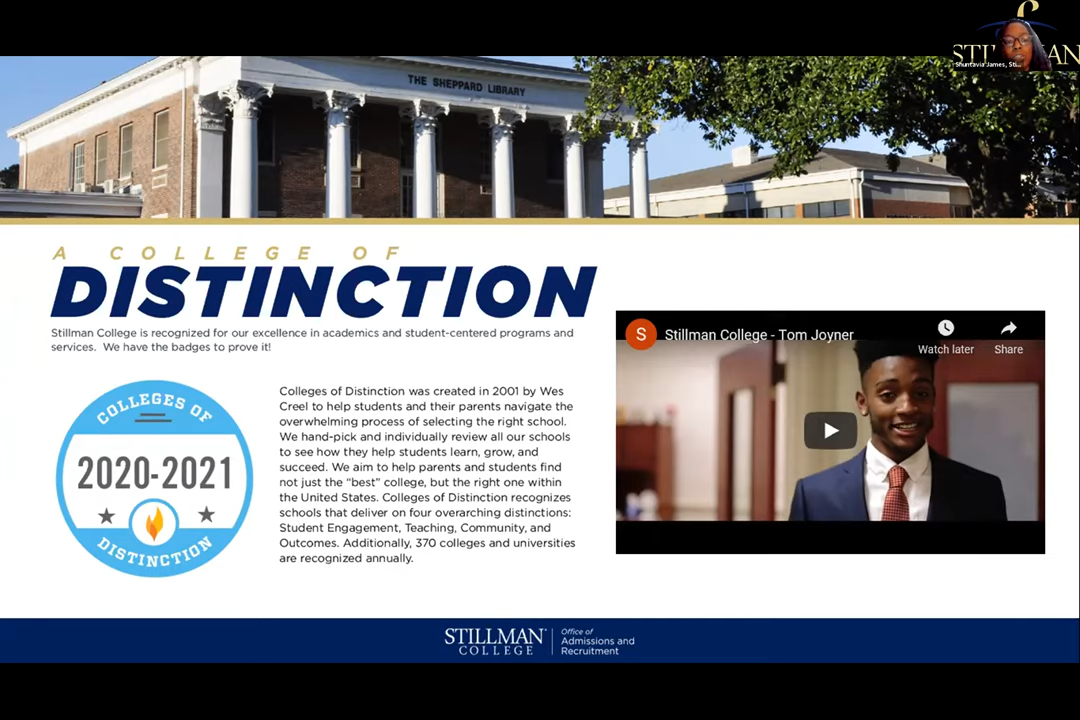 STILLMAN
Shuntavia James, Sti...
THE SHEPPARD LIBRARY
A COLLEGE OF
DISTINCTION
Stillman College is recognized for our excellence in academics and student-centered programs and
services. We have the badges to prove it!
COLLEGES OF
2020-2021
DISTINCTION
Colleges of Distinction was created in 2001 by Wes
Creel to help students and their parents navigate the
overwhelming process of selecting the right school.
We hand-pick and individually review all our schools
to see how they help students learn, grow, and
succeed. We aim to help parents and students find
not just the “best” college, but the right one within
the United States. Colleges of Distinction recognizes
schools that deliver on four overarching distinctions:
Student Engagement, Teaching, Community, and
Outcomes. Additionally, 370 colleges and universities
are recognized annually.
S
Stillman College - Tom Joyner
Watch later
Share
STILLMAN
COLLEGE
Office of
Admissions and
Recruitment